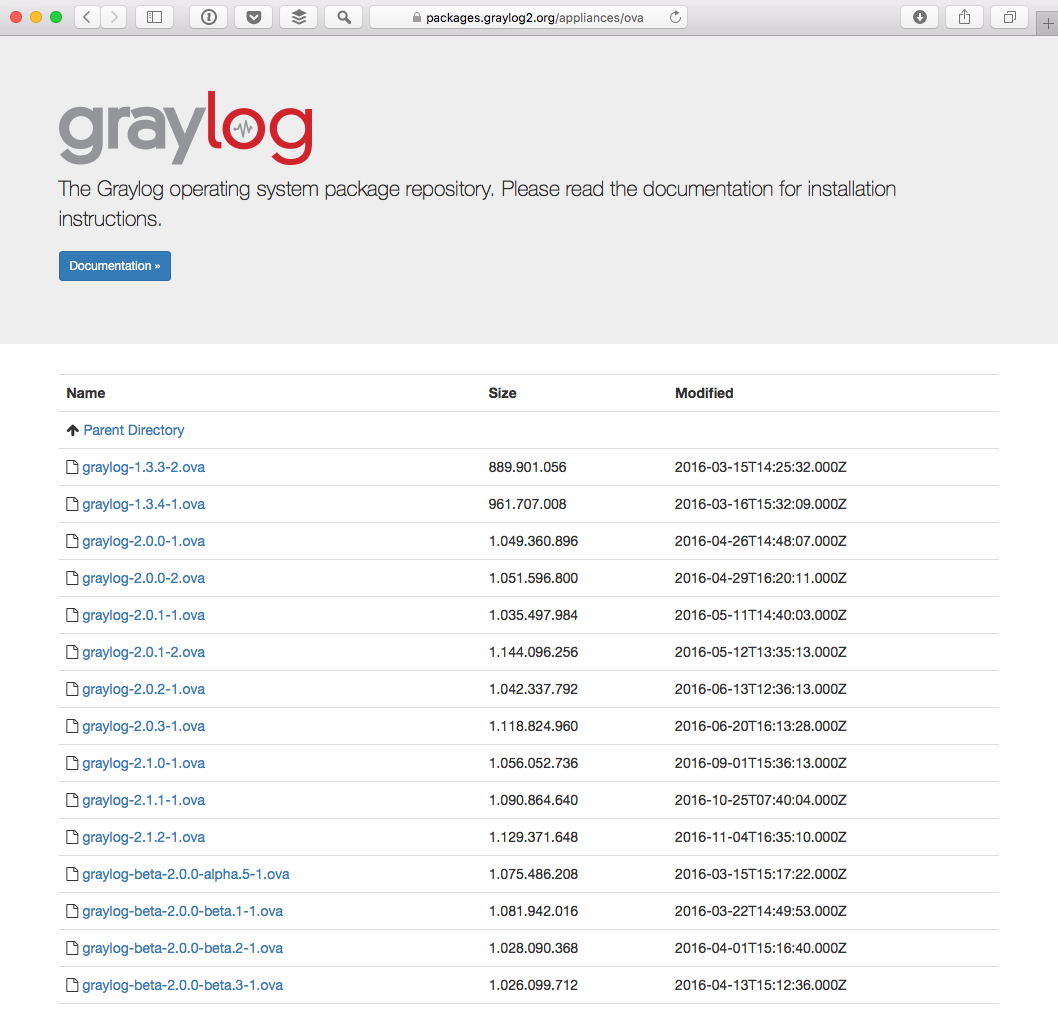 packages.graylog2.org/appliances/ova
graylog
The Graylog operating system package repository. Please read the documentation for installation
instructions.
Documentation »
Name Size Modified
Parent Directory
graylog-1.3.3-2.ova 889.901.056 2016-03-15T14:25:32.000Z
graylog-1.3.4-1.ova 961.707.008 2016-03-16T15:32:09.000Z
graylog-2.0.0-1.ova 1.049.360.896 2016-04-26T14:48:07.000Z
graylog-2.0.0-2.ova 1.051.596.800 2016-04-29T16:20:11.000Z
graylog-2.0.1-1.ova 1.035.497.984 2016-05-11T14:40:03.000Z
graylog-2.0.1-2.ova 1.144.096.256 2016-05-12T13:35:13.000Z
graylog-2.0.2-1.ova 1.042.337.792 2016-06-13T12:36:13.000Z
graylog-2.0.3-1.ova 1.118.824.960 2016-06-20T16:13:28.000Z
graylog-2.1.0-1.ova 1.056.052.736 2016-09-01T15:36:13.000Z
graylog-2.1.1-1.ova 1.090.864.640 2016-10-25T07:40:04.000Z
graylog-2.1.2-1.ova 1.129.371.648 2016-11-04T16:35:10.000Z
graylog-beta-2.0.0-alpha.5-1.ova 1.075.486.208 2016-03-15T15:17:22.000Z
graylog-beta-2.0.0-beta.1-1.ova 1.081.942.016 2016-03-22T14:49:53.000Z
graylog-beta-2.0.0-beta.2-1.ova 1.028.090.368 2016-04-01T15:16:40.000Z
graylog-beta-2.0.0-beta.3-1.ova 1.026.099.712 2016-04-13T15:12:36.000Z